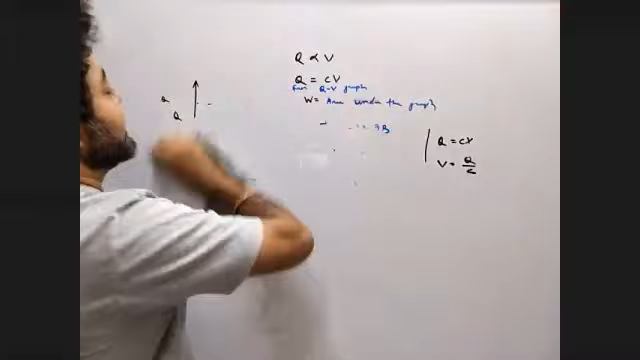 Q ∝ V
Q = CV
from Q-V graph
W = Area under the graph
Q
Q
Q = CV
V = Q/C